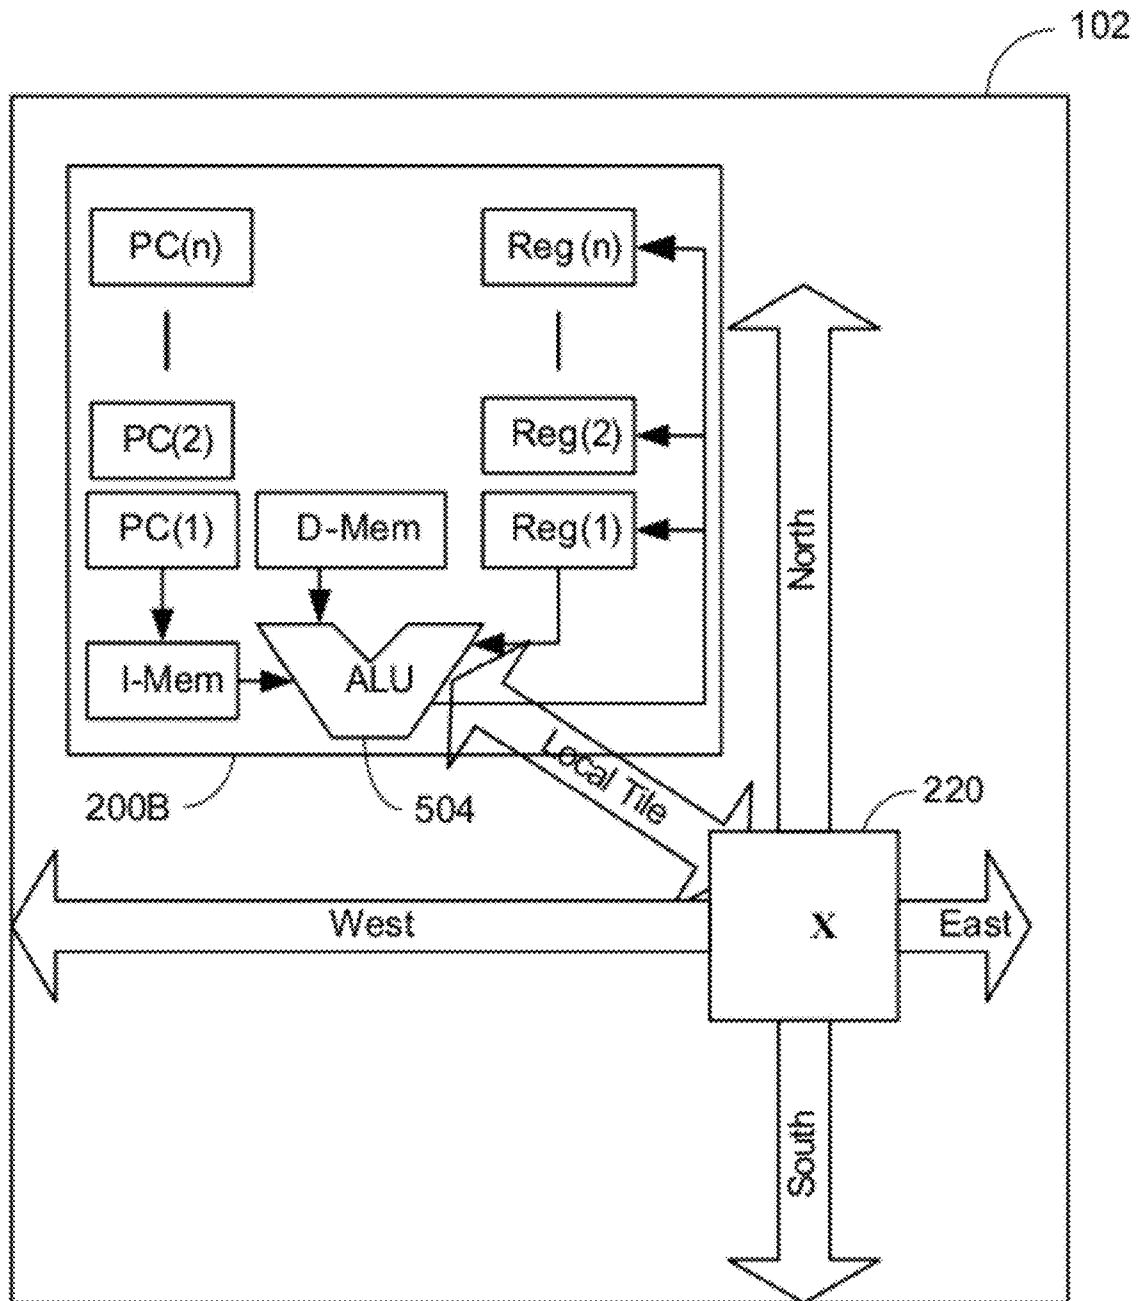 102
PC(n)
Reg(n)
PC(2)
Reg(2)
PC(1)
D-Mem
Reg(1)
North
I-Mem
ALU
Local Tile
200B
504
220
West
X
East
South